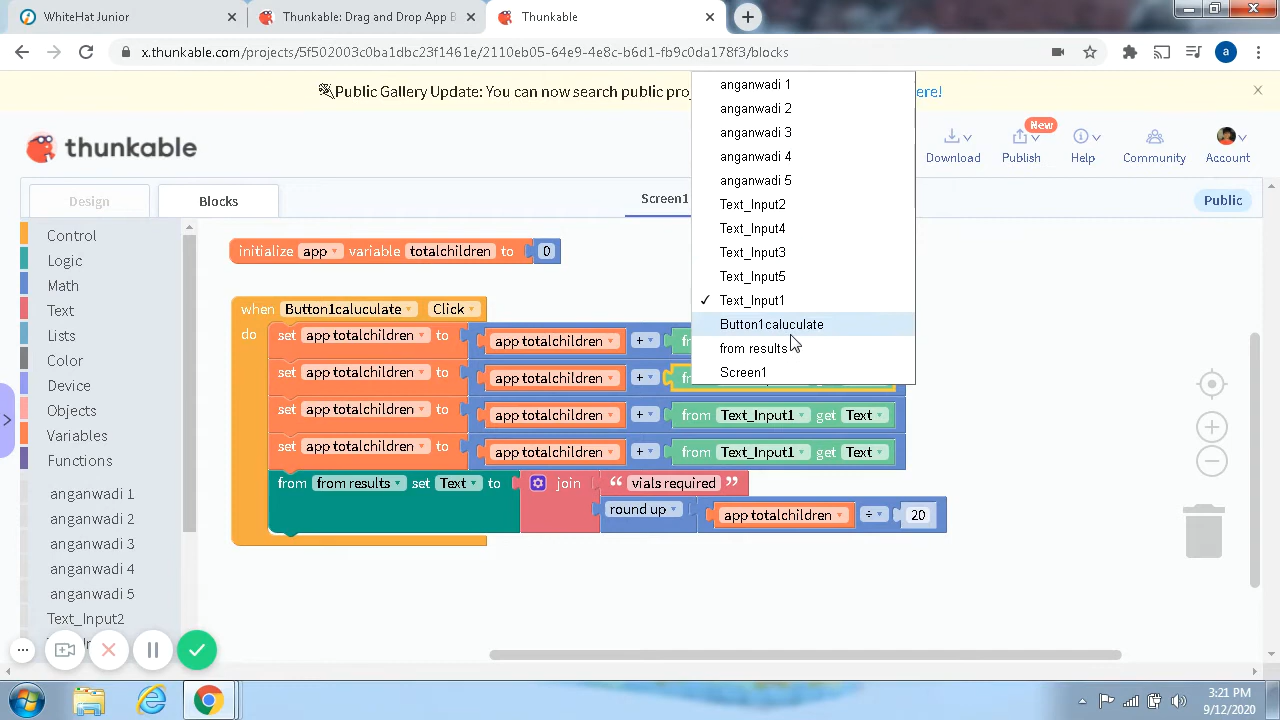 WhiteHat Junior
Thunkable: Drag and Drop App B
Thunkable
x.thunkable.com/projects/5f502003c0ba1dbc23f1461e/2110eb05-64e9-4e8c-b6d1-fb9c0da178f3/blocks
a
Public Gallery Update: You can now search public proj
ere!
thunkable
Download
New
Publish
Help
Community
Account
Design
Blocks
Screen1
Public
Control
Logic
Math
Text
Lists
Color
Device
Objects
Variables
Functions
anganwadi 1
anganwadi 2
anganwadi 3
anganwadi 4
anganwadi 5
Text_Input2
initialize app variable totalchildren to 0
when Button1caluculate Click
do
set app totalchildren to app totalchildren +
set app totalchildren to app totalchildren +
set app totalchildren to app totalchildren + from Text_Input1 get Text
set app totalchildren to app totalchildren + from Text_Input1 get Text
from from results set Text to join “ vials required ”
round up app totalchildren ÷ 20
anganwadi 1
anganwadi 2
anganwadi 3
anganwadi 4
anganwadi 5
Text_Input2
Text_Input4
Text_Input3
Text_Input5
✓ Text_Input1
Button1caluculate
from results
Screen1
3:21 PM
9/12/2020